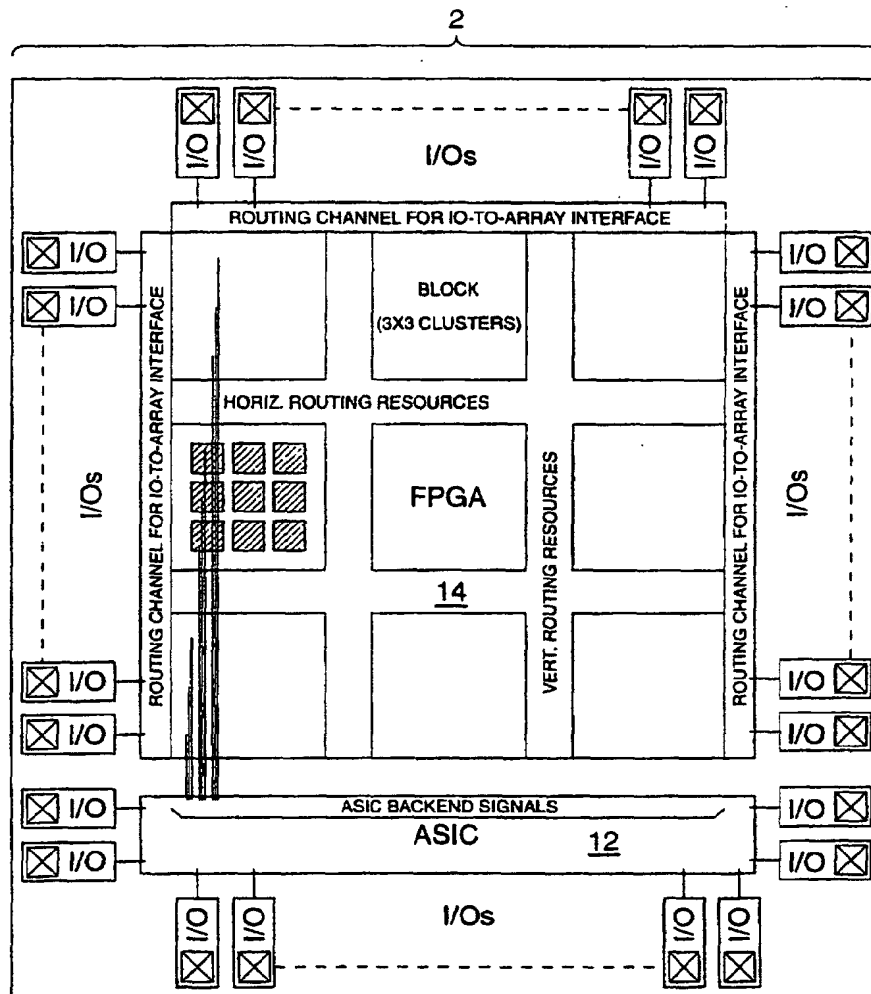 2
I/O I/O I/O I/O
I/Os
ROUTING CHANNEL FOR IO-TO-ARRAY INTERFACE
I/O
I/O
I/Os
I/O
I/O
ROUTING CHANNEL FOR IO-TO-ARRAY INTERFACE
BLOCK
(3X3 CLUSTERS)
HORIZ. ROUTING RESOURCES
FPGA
14
VERT. ROUTING RESOURCES
ROUTING CHANNEL FOR IO-TO-ARRAY INTERFACE
I/O
I/O
I/Os
I/O
I/O
I/O
I/O
ASIC BACKEND SIGNALS
ASIC
12
I/O
I/O
I/O I/O I/O I/O
I/Os